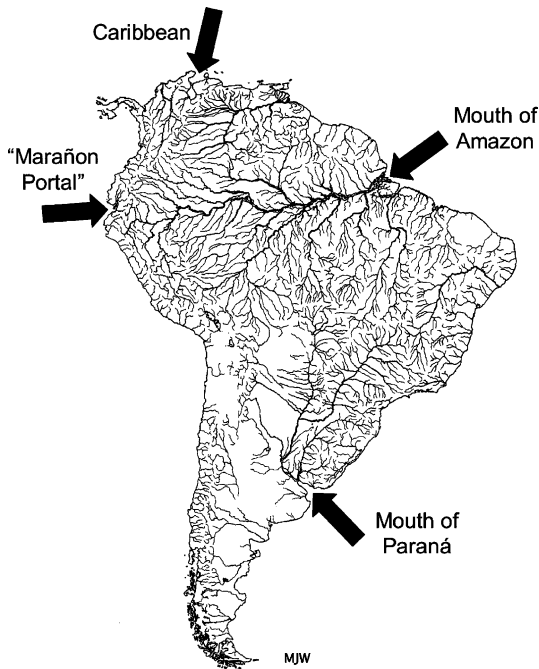 Caribbean
Mouth of
Amazon
“Marañon
Portal”
Mouth of
Paraná
MJW